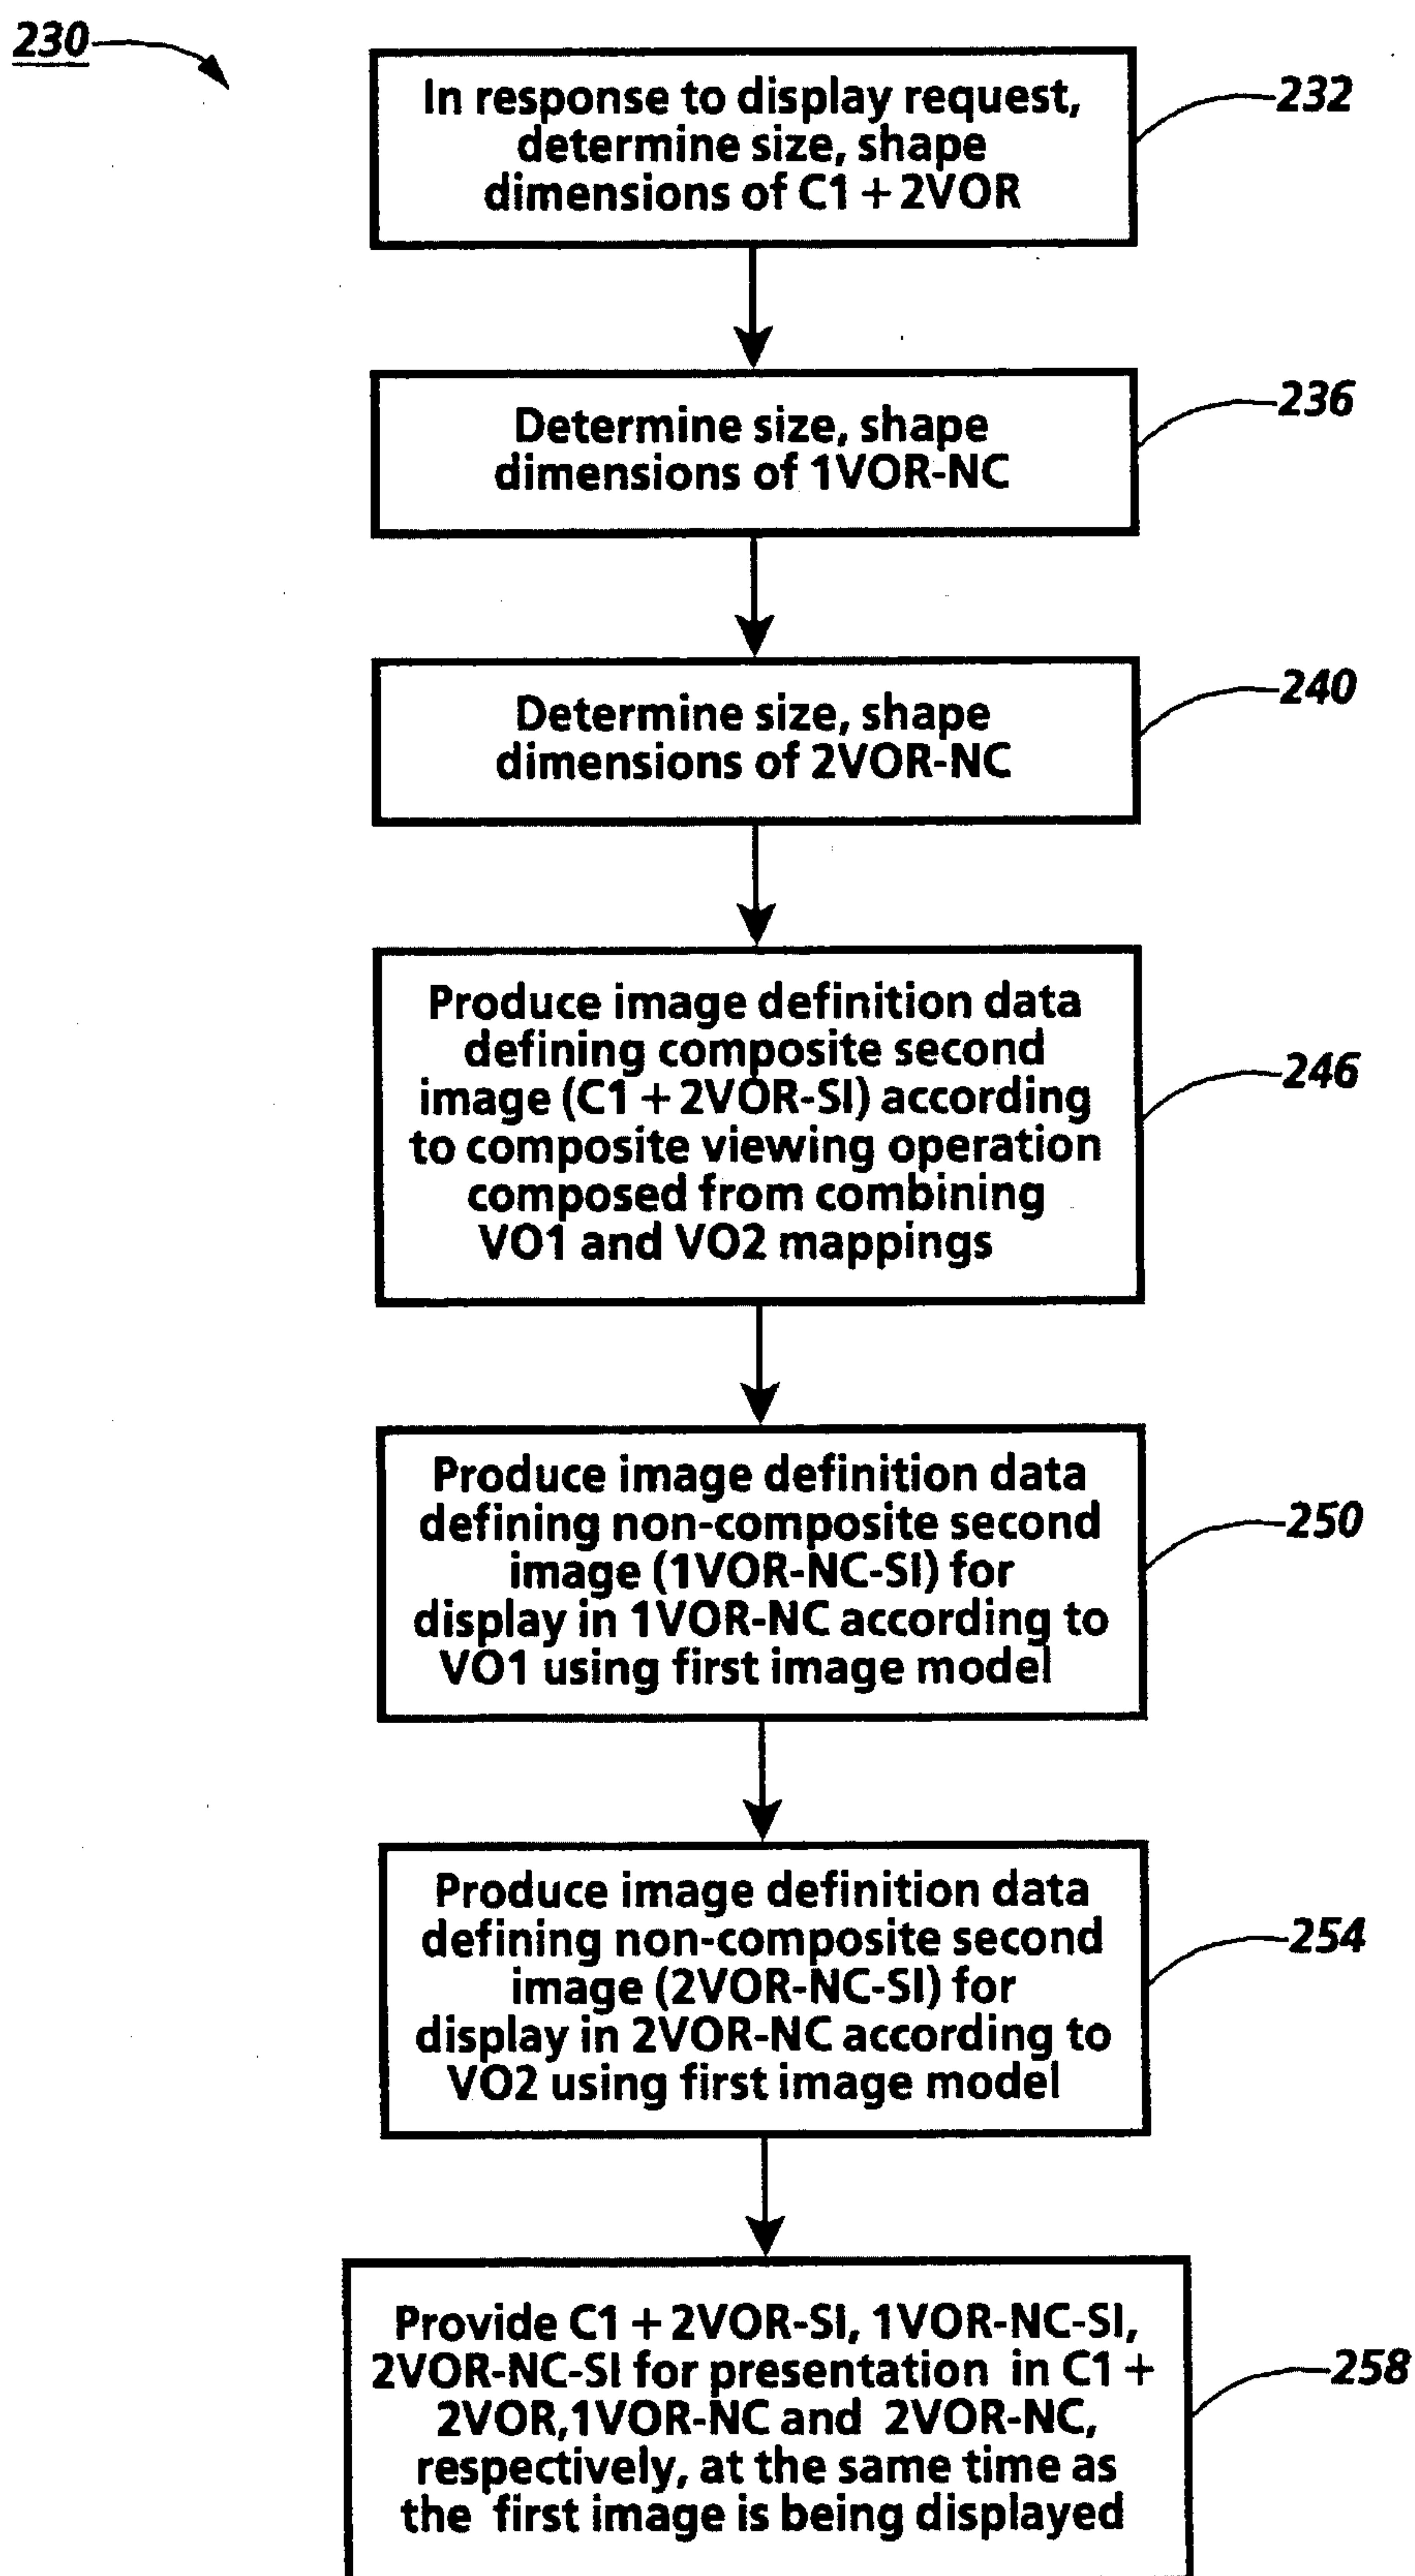 230
In response to display request,
determine size, shape
dimensions of C1 + 2VOR
232
Determine size, shape
dimensions of 1VOR-NC
236
Determine size, shape
dimensions of 2VOR-NC
240
Produce image definition data
defining composite second
image (C1 + 2VOR-SI) according
to composite viewing operation
composed from combining
VO1 and VO2 mappings
246
Produce image definition data
defining non-composite second
image (1VOR-NC-SI) for
display in 1VOR-NC according to
VO1 using first image model
250
Produce image definition data
defining non-composite second
image (2VOR-NC-SI) for
display in 2VOR-NC according to
VO2 using first image model
254
Provide C1 + 2VOR-SI, 1VOR-NC-SI,
2VOR-NC-SI for presentation in C1 +
2VOR,1VOR-NC and 2VOR-NC,
respectively, at the same time as
the first image is being displayed
258